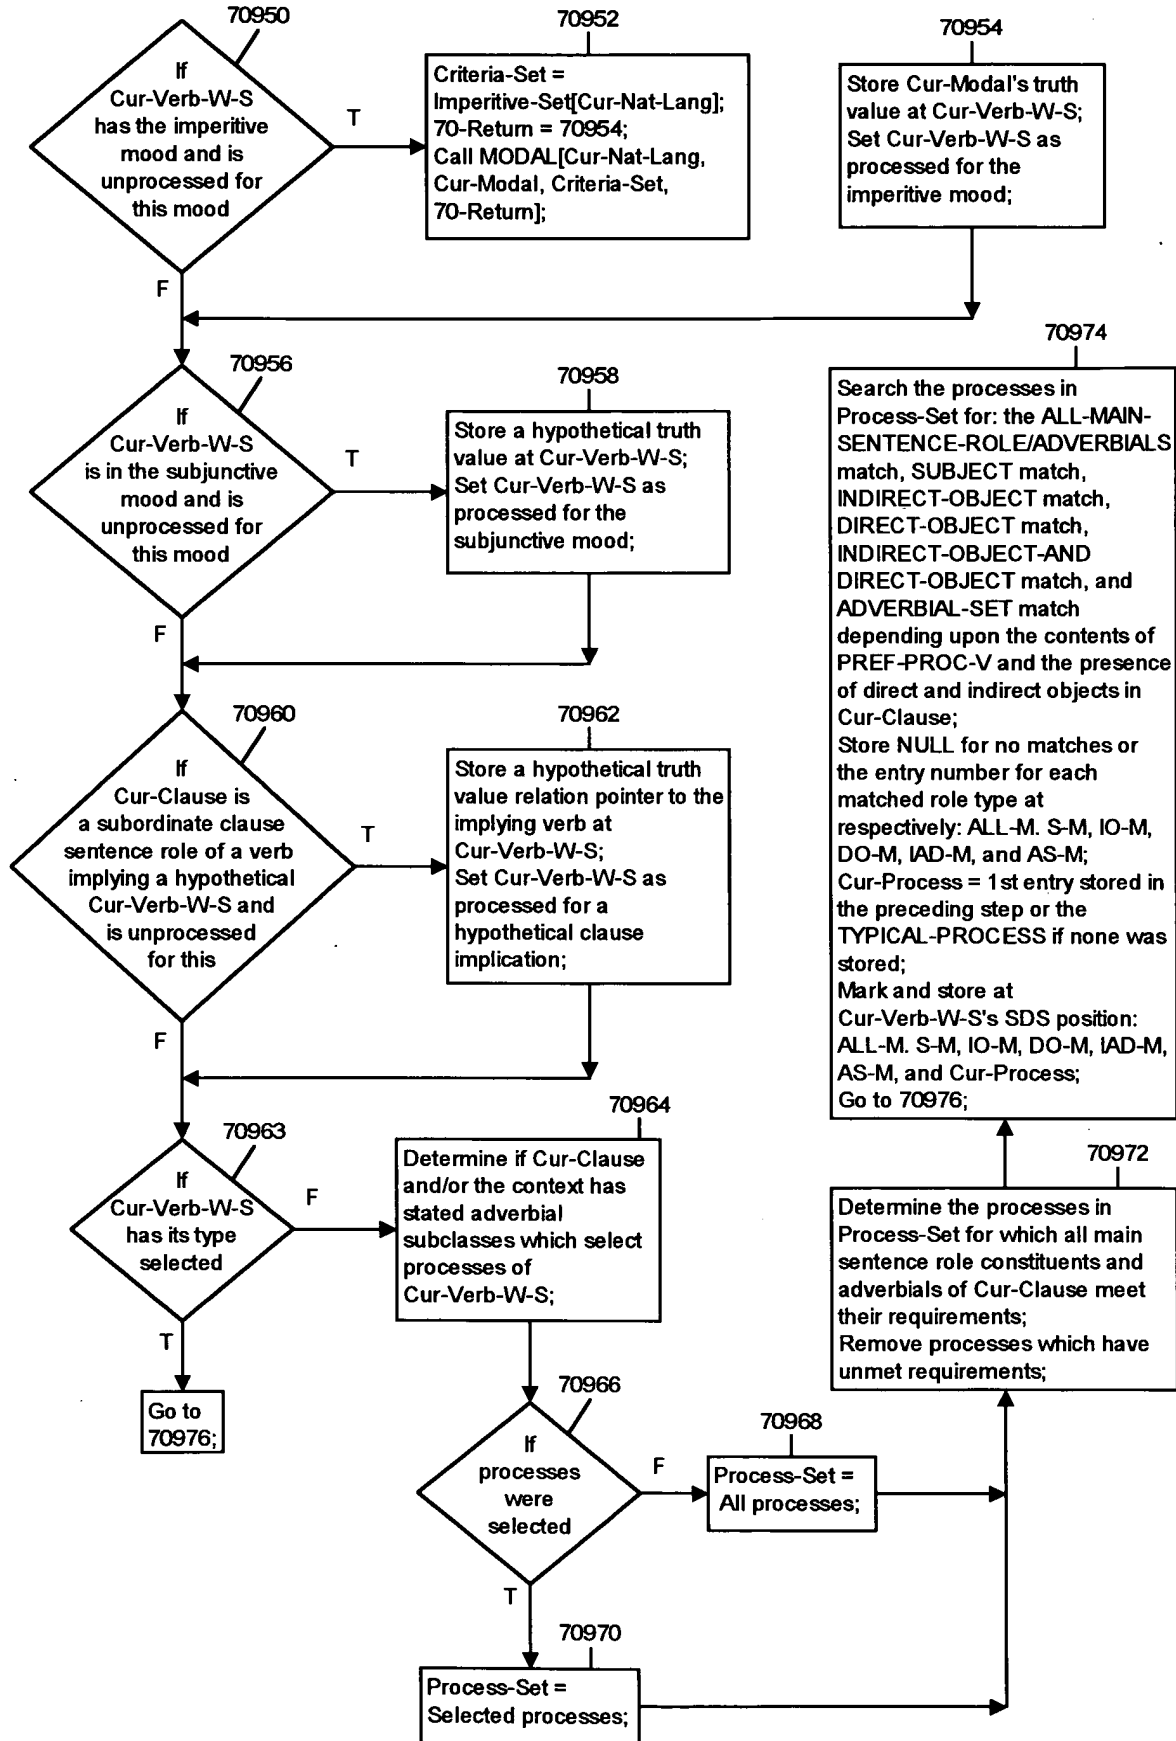 70950
If
Cur-Verb-W-S
has the imperitive
mood and is
unprocessed for
this mood
T
F
70952
Criteria-Set =
Imperitive-Set[Cur-Nat-Lang];
70-Return = 70954;
Call MODAL[Cur-Nat-Lang,
Cur-Modal, Criteria-Set,
70-Return];
70954
Store Cur-Modal's truth
value at Cur-Verb-W-S;
Set Cur-Verb-W-S as
processed for the
imperitive mood;
70956
If
Cur-Verb-W-S
is in the subjunctive
mood and is
unprocessed for
this mood
T
F
70958
Store a hypothetical truth
value at Cur-Verb-W-S;
Set Cur-Verb-W-S as
processed for the
subjunctive mood;
70960
If
Cur-Clause is
a subordinate clause
sentence role of a verb
implying a hypothetical
Cur-Verb-W-S and
is unprocessed
for this
T
F
70962
Store a hypothetical truth
value relation pointer to the
implying verb at
Cur-Verb-W-S;
Set Cur-Verb-W-S as
processed for a
hypothetical clause
implication;
70963
If
Cur-Verb-W-S
has its type
selected
F
T
Go to
70976;
70964
Determine if Cur-Clause
and/or the context has
stated adverbial
subclasses which select
processes of
Cur-Verb-W-S;
70966
If
processes
were
selected
F
T
70968
Process-Set =
All processes;
70970
Process-Set =
Selected processes;
70972
Determine the processes in
Process-Set for which all main
sentence role constituents and
adverbials of Cur-Clause meet
their requirements;
Remove processes which have
unmet requirements;
70974
Search the processes in
Process-Set for: the ALL-MAIN-
SENTENCE-ROLE/ADVERBIALS
match, SUBJECT match,
INDIRECT-OBJECT match,
DIRECT-OBJECT match,
INDIRECT-OBJECT-AND
DIRECT-OBJECT match, and
ADVERBIAL-SET match
depending upon the contents of
PREF-PROC-V and the presence
of direct and indirect objects in
Cur-Clause;
Store NULL for no matches or
the entry number for each
matched role type at
respectively: ALL-M. S-M, IO-M,
DO-M, IAD-M, and AS-M;
Cur-Process = 1st entry stored in
the preceding step or the
TYPICAL-PROCESS if none was
stored;
Mark and store at
Cur-Verb-W-S's SDS position:
ALL-M. S-M, IO-M, DO-M, IAD-M,
AS-M, and Cur-Process;
Go to 70976;